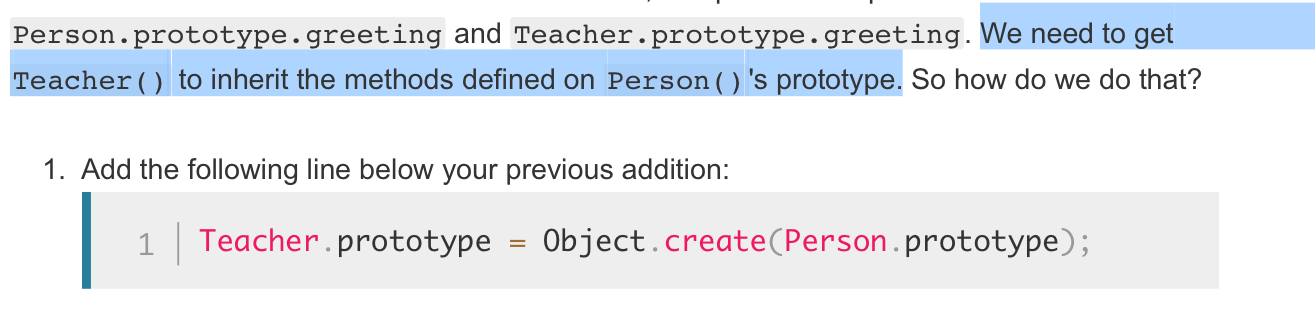 Person.prototype.greeting and Teacher.prototype.greeting. We need to get
Teacher() to inherit the methods defined on Person()'s prototype. So how do we do that?
1. Add the following line below your previous addition:
1 Teacher.prototype = Object.create(Person.prototype);